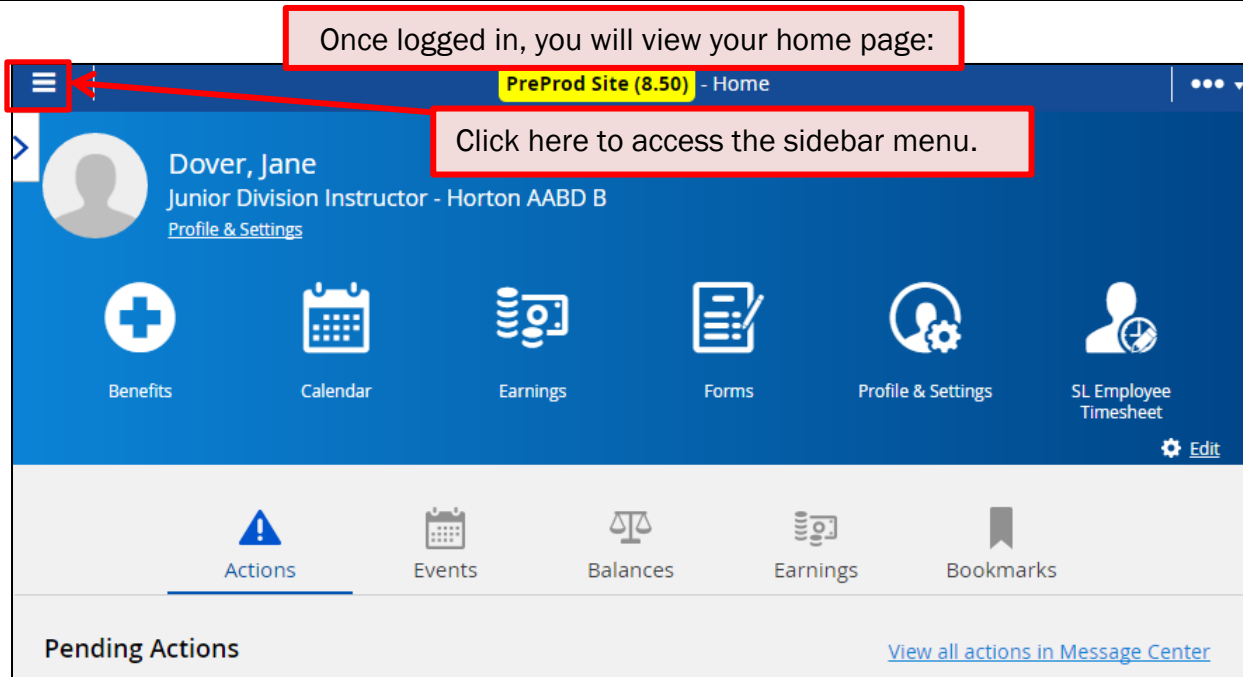 Once logged in, you will view your home page:
PreProd Site (8.50) - Home
Click here to access the sidebar menu.
Dover, Jane
Junior Division Instructor - Horton AABD B
Profile & Settings
Benefits
Calendar
Earnings
Forms
Profile & Settings
SL Employee
Timesheet
Edit
Actions
Events
Balances
Earnings
Bookmarks
Pending Actions
View all actions in Message Center